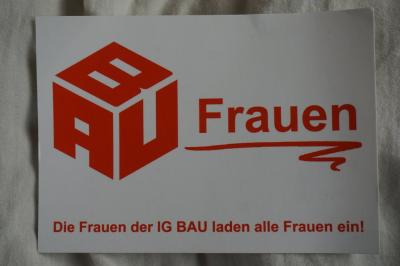 BAU
Frauen
Die Frauen der IG BAU laden alle Frauen ein!